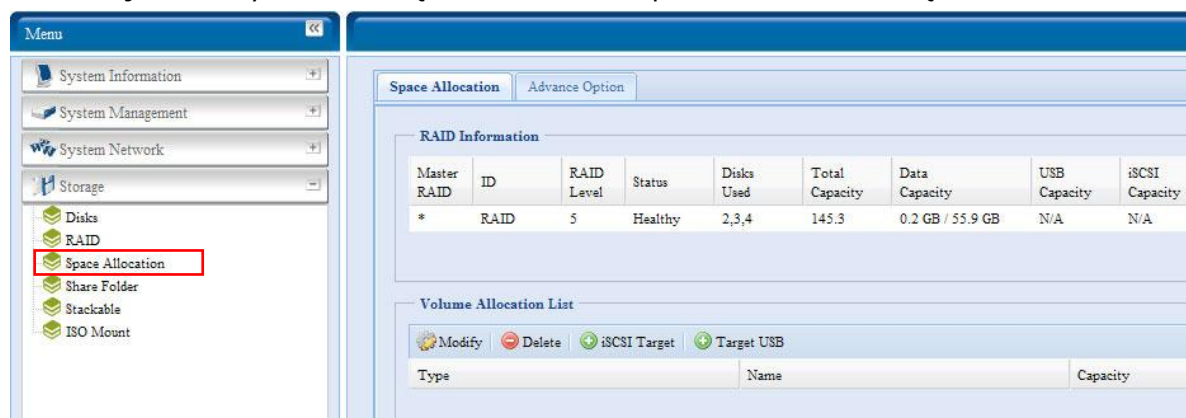 Menu
System Information
System Management
System Network
Storage
Disks
RAID
Space Allocation
Share Folder
Stackable
ISO Mount
Space Allocation Advance Option
RAID Information
Master RAID ID RAID Level Status Disks Used Total Capacity Data Capacity USB Capacity iSCSI Capacity
* RAID 5 Healthy 2,3,4 145.3 0.2 GB / 55.9 GB N/A N/A
Volume Allocation List
Modify Delete iSCSI Target Target USB
Type Name Capacity